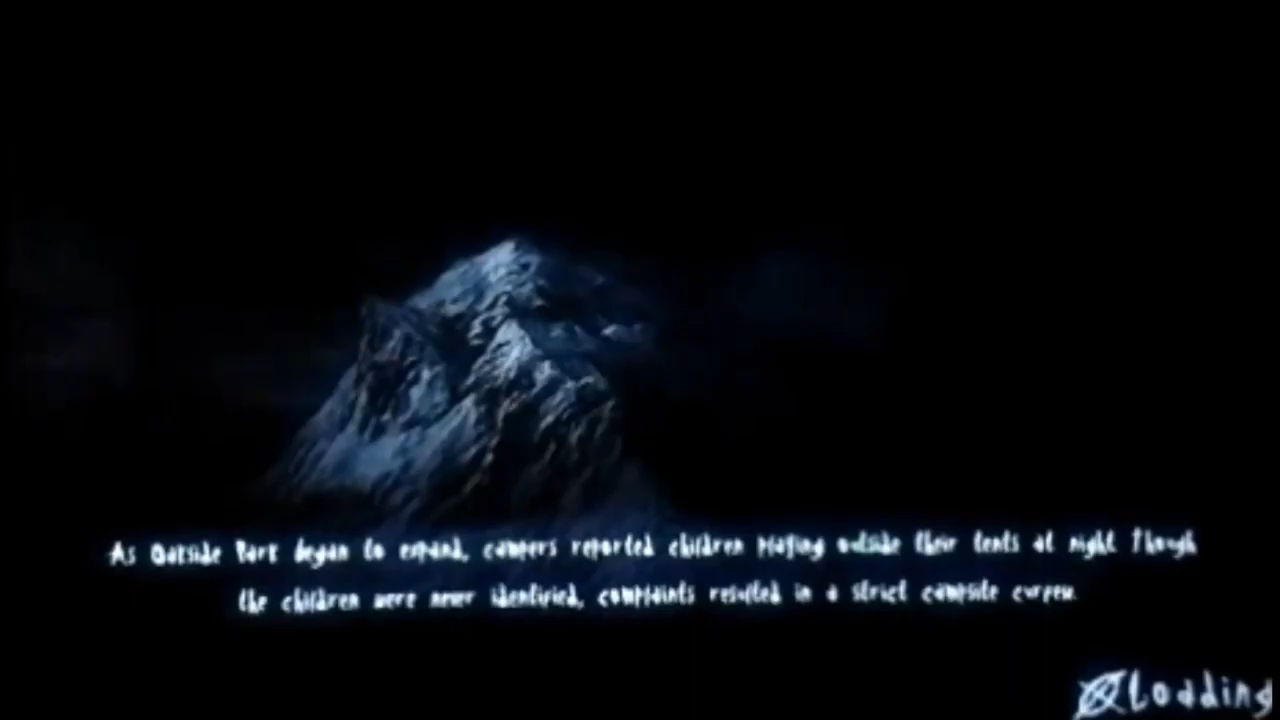 As Oakside Park began to expand, campers reported children playing outside their tents at night Though
the children were never identified, complaints resulted in a strict campsite curfew.
Loading